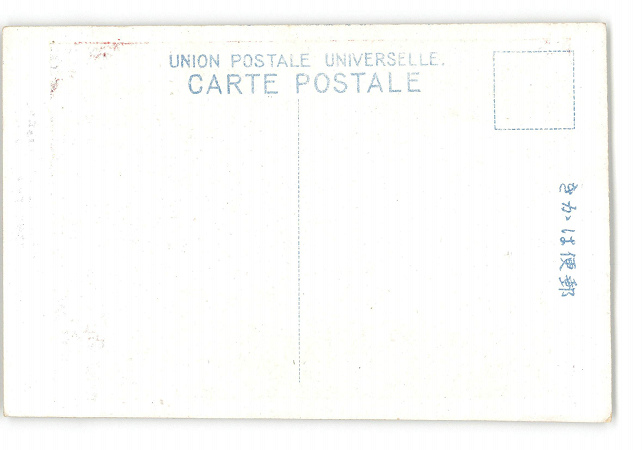 UNION POSTALE UNIVERSELLE.
CARTE POSTALE
きかは便郵